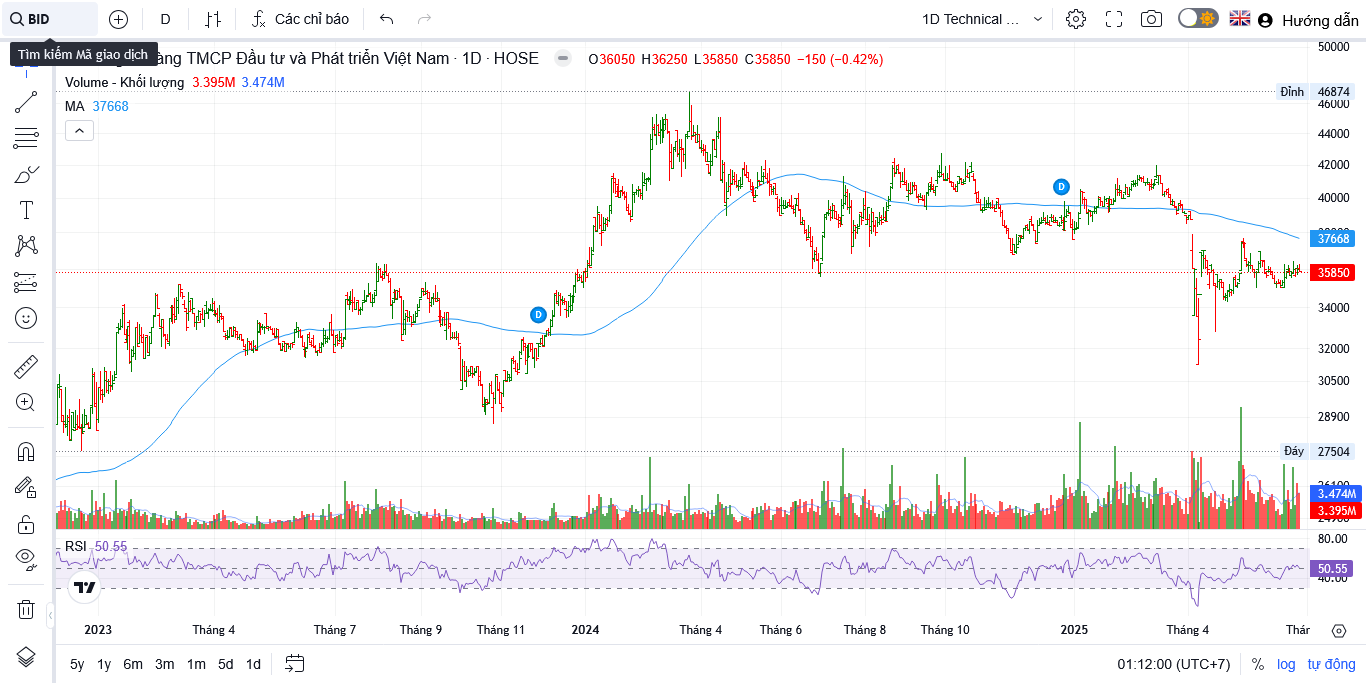 BID D Các chỉ báo 1D Technical ... Hướng dẫn
Tìm kiếm Mã giao dịch
àng TMCP Đầu tư và Phát triển Việt Nam · 1D · HOSE O36050 H36250 L35850 C35850 −150 (−0.42%)
Volume - Khối lượng 3.395M 3.474M
MA 37668
50000
Đỉnh 46874
46000
44000
42000
40000
38000
37668
35850
34000
32000
30500
28900
Đáy 27504
26400
3.474M
3.395M
24900
RSI 50.55
80.00
50.55
40.00
2023 Tháng 4 Tháng 7 Tháng 9 Tháng 11 2024 Tháng 4 Tháng 6 Tháng 8 Tháng 10 2025 Tháng 4 Thár
5y 1y 6m 3m 1m 5d 1d 01:12:00 (UTC+7) % log tự động
D
D